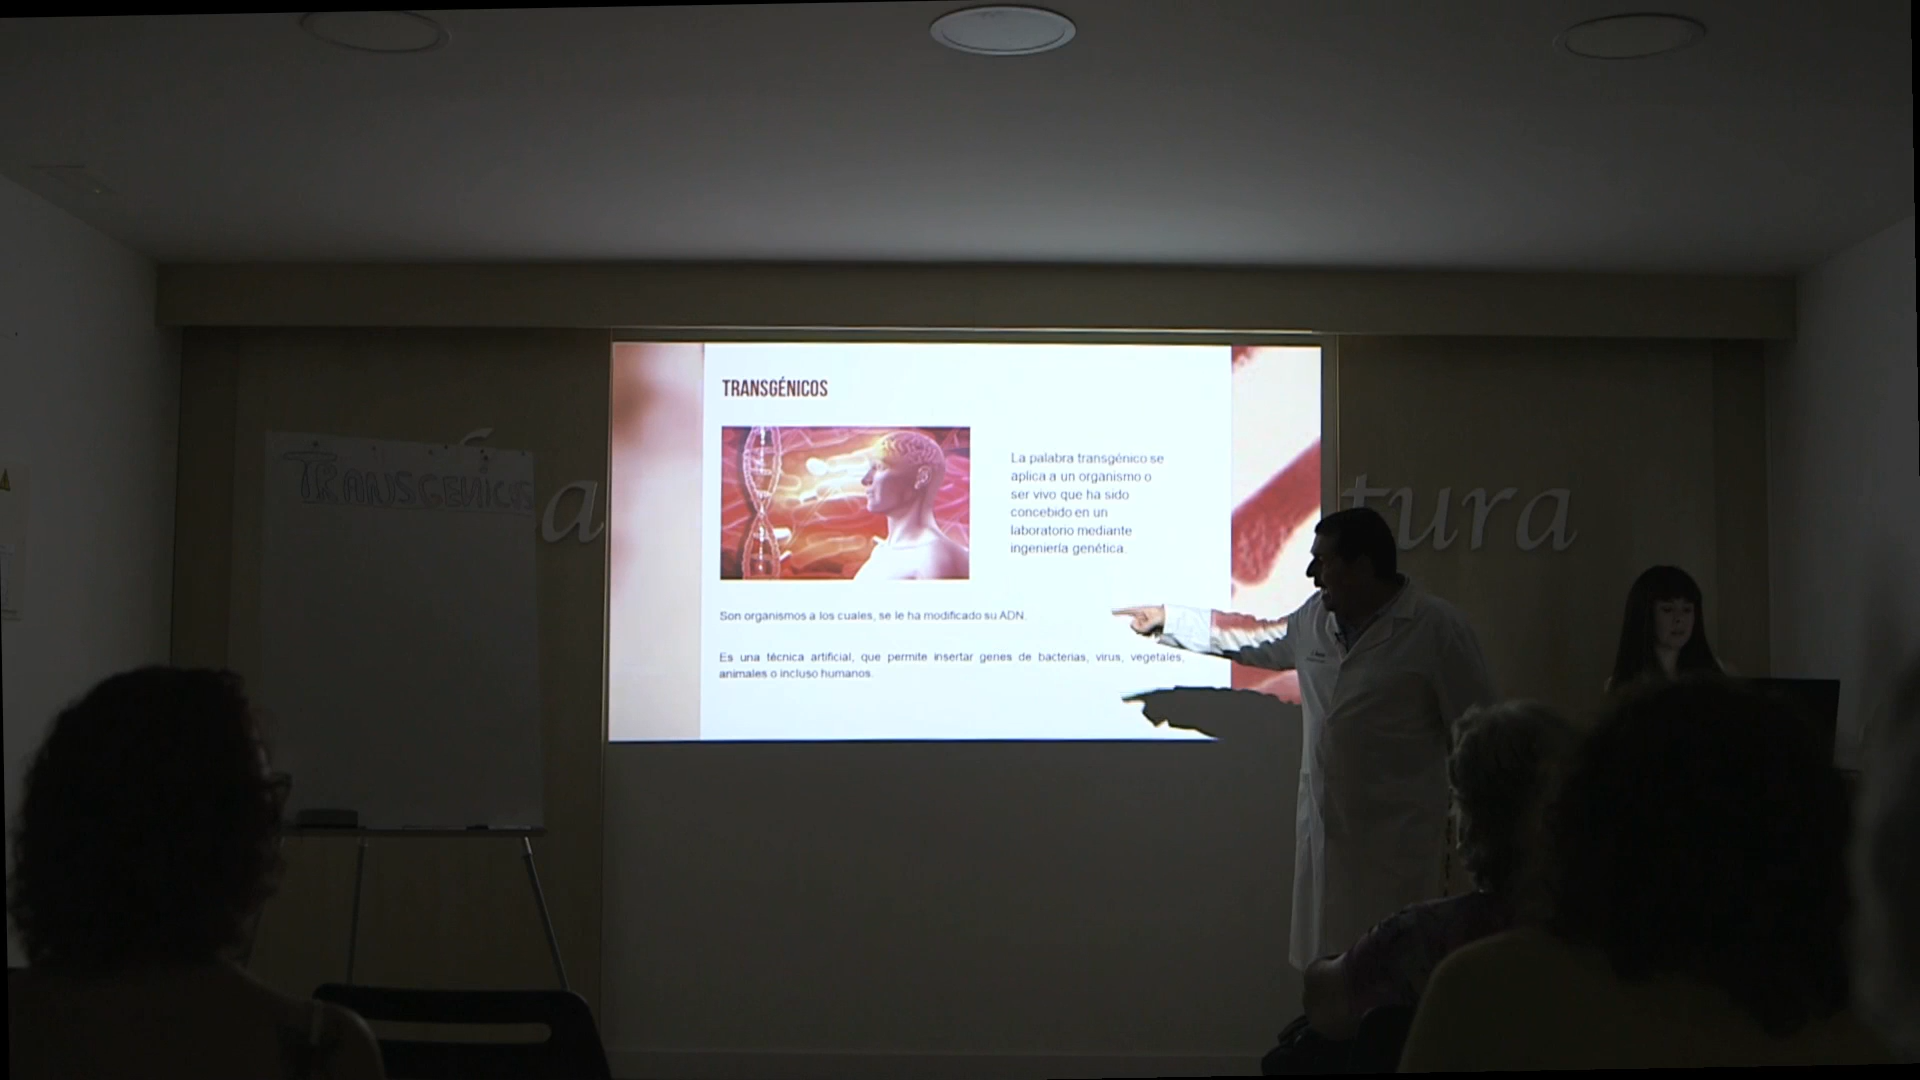 TRANSGÉNICOS
La palabra transgénico se
aplica a un organismo o
ser vivo que ha sido
concebido en un
laboratorio mediante
ingeniería genética.
Son organismos a los cuales, se le ha modificado su ADN.
Es una técnica artificial, que permite insertar genes de bacterias, virus, vegetales,
animales o incluso humanos.
TRANSGENICOS
a
tura